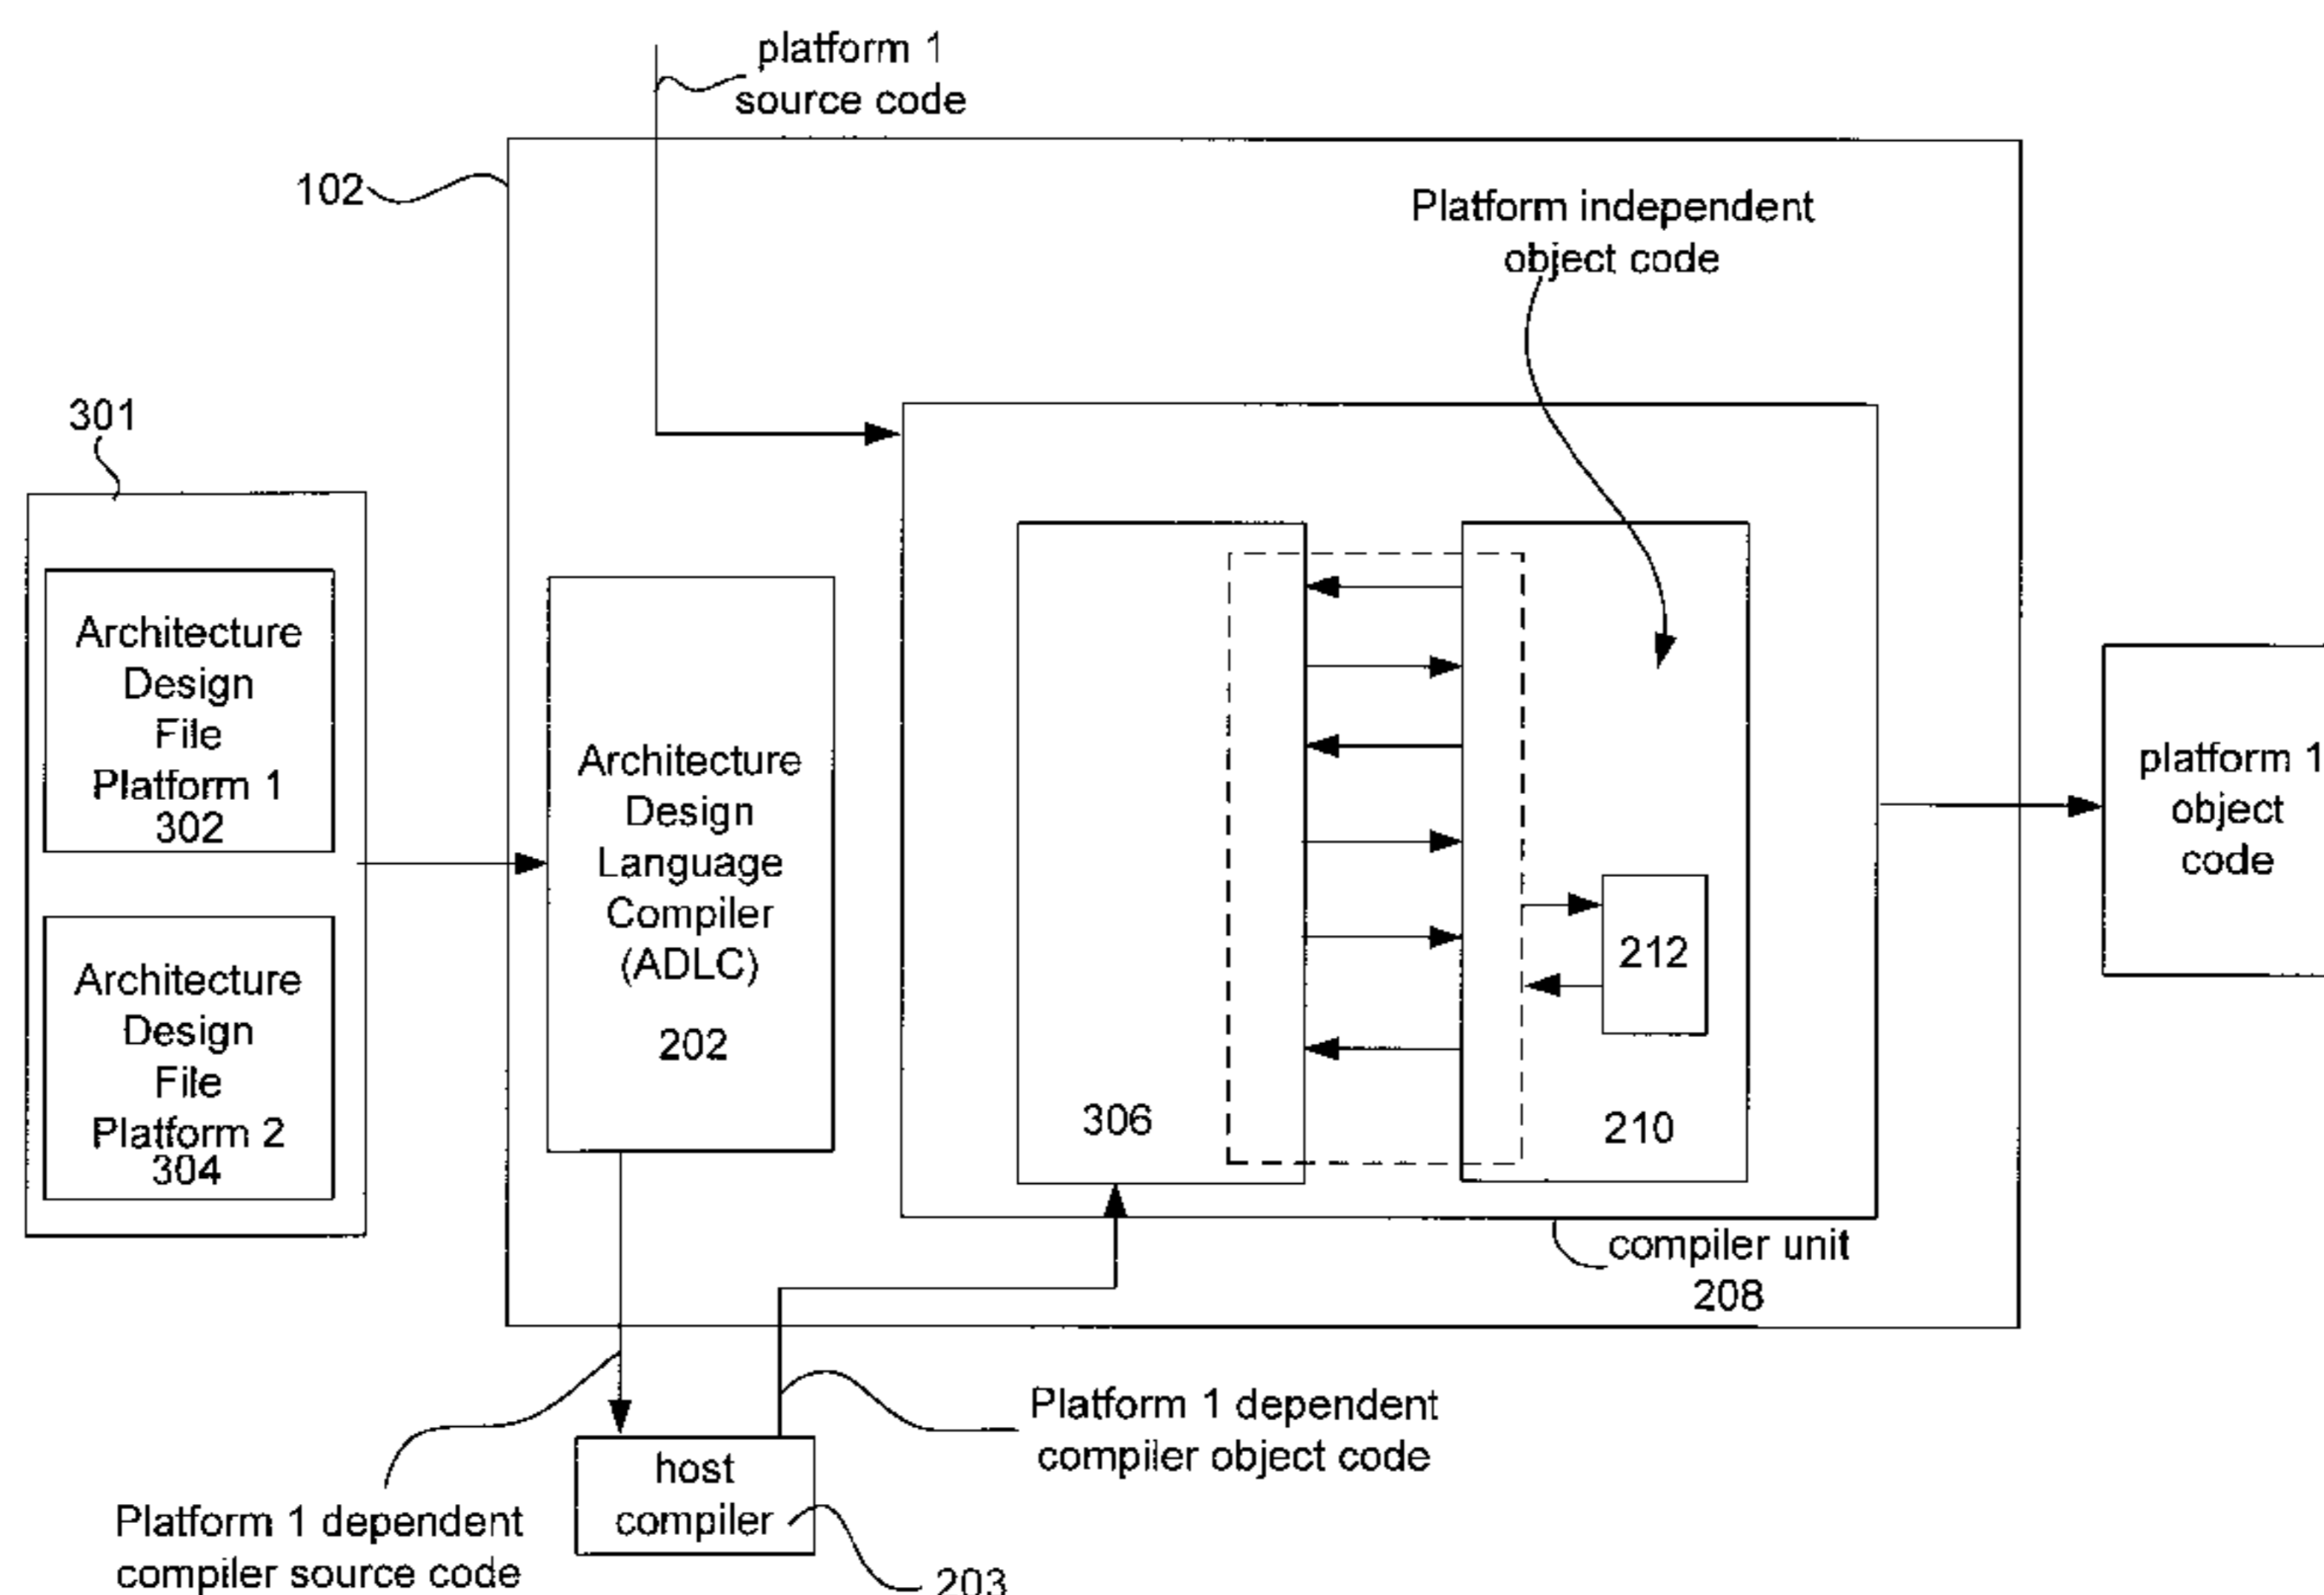 platform 1
source code
102
Platform independent
object code
301
Architecture
Design
File
Platform 1
302
Architecture
Design
File
Platform 2
304
Architecture
Design
Language
Compiler
(ADLC)
202
306
212
210
platform 1
object
code
compiler unit
208
Platform 1 dependent
compiler object code
host
compiler
Platform 1 dependent
compiler source code
203